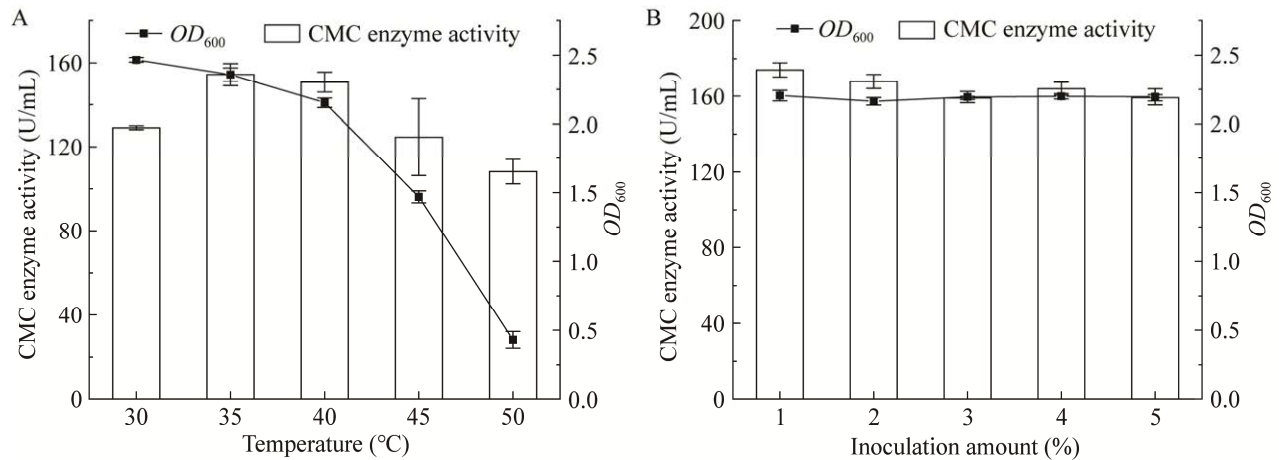 A
OD600
CMC enzyme activity
CMC enzyme activity (U/mL)
160
120
80
40
0
2.5
2.0
1.5
1.0
0.5
0.0
OD600
30 35 40 45 50
Temperature (℃)
B
OD600
CMC enzyme activity
CMC enzyme activity (U/mL)
200
160
120
80
40
0
2.5
2.0
1.5
1.0
0.5
0.0
OD600
1 2 3 4 5
Inoculation amount (%)